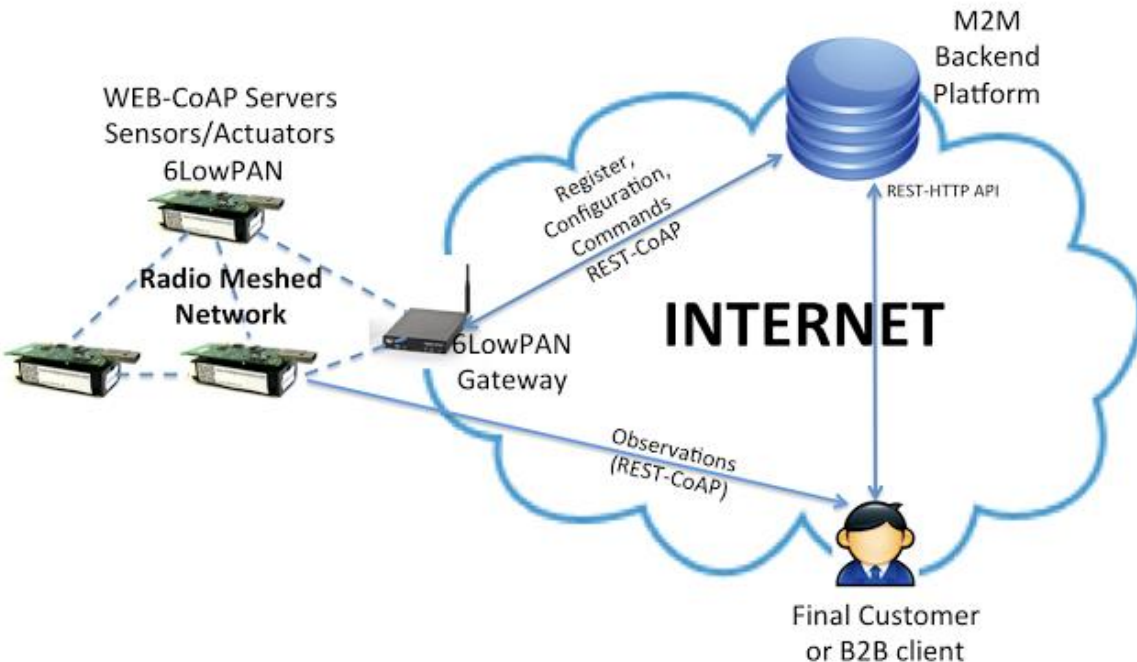 M2M
Backend
Platform
WEB-CoAP Servers
Sensors/Actuators
6LowPAN
Register,
Configuration,
Commands
REST-CoAP
REST-HTTP API
Radio Meshed
Network
INTERNET
6LowPAN
Gateway
Observations
(REST-CoAP)
Final Customer
or B2B client